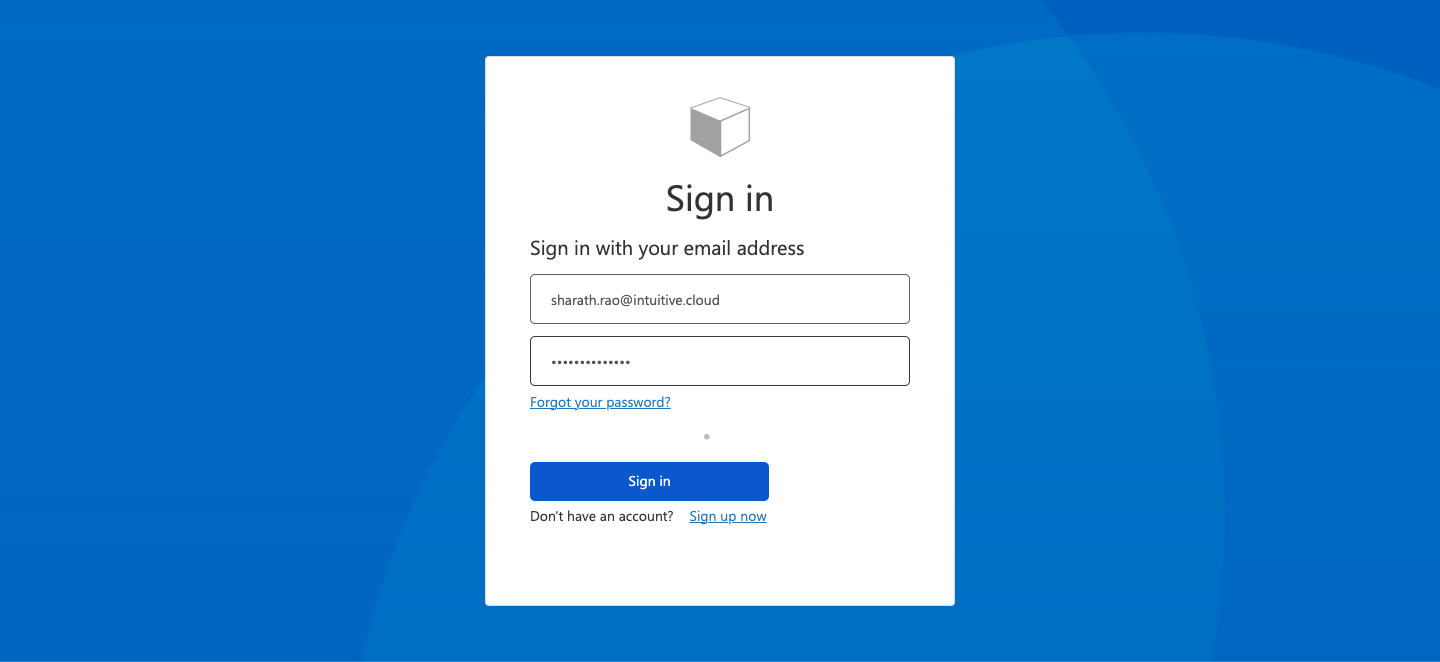 Sign in
Sign in with your email address
sharath.rao@intuitive.cloud
••••••••••••••
Forgot your password?
Sign in
Don't have an account? Sign up now